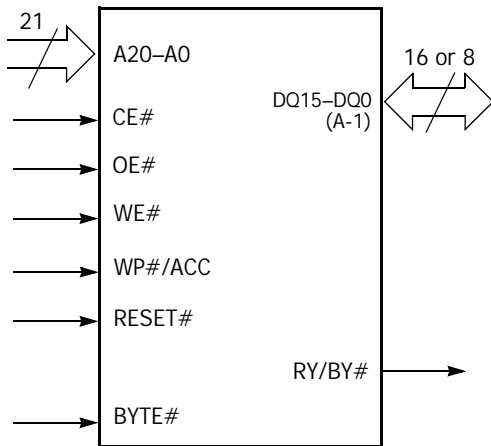 21
A20–A0
16 or 8
DQ15–DQ0
(A-1)
CE#
OE#
WE#
WP#/ACC
RESET#
RY/BY#
BYTE#